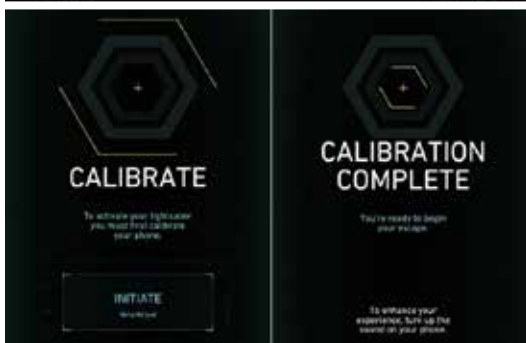 CALIBRATE
To activate your lightsaber
you must first calibrate
your phone.
INITIATE
CALIBRATION
COMPLETE
You're ready to begin
your escape.
To enhance your
experience, turn up the
sound on your phone.